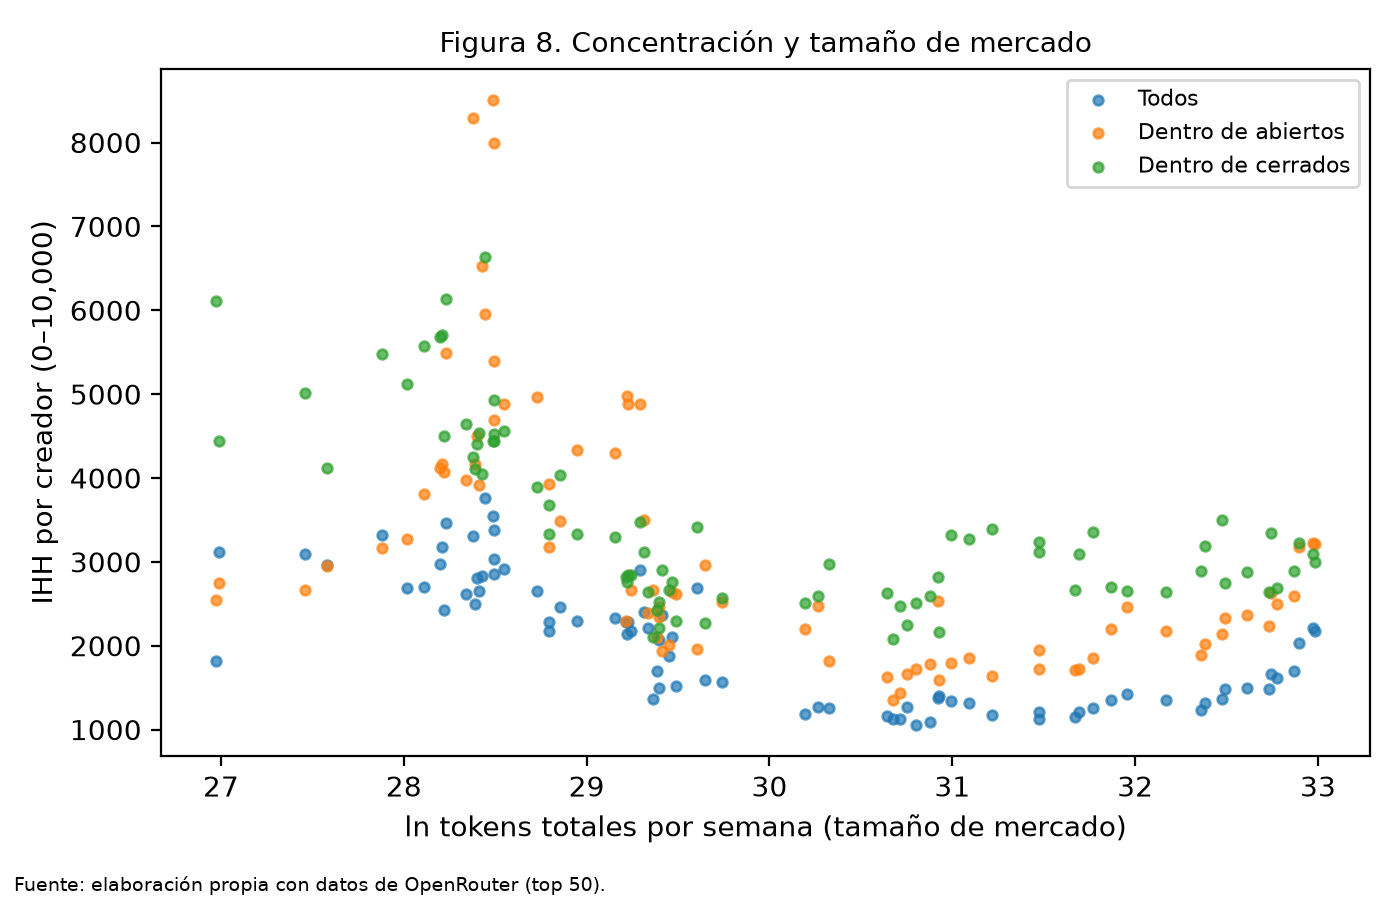 Figura 8. Concentración y tamaño de mercado
Todos
Dentro de abiertos
Dentro de cerrados
IHH por creador (0–10,000)
8000
7000
6000
5000
4000
3000
2000
1000
27 28 29 30 31 32 33
ln tokens totales por semana (tamaño de mercado)
Fuente: elaboración propia con datos de OpenRouter (top 50).